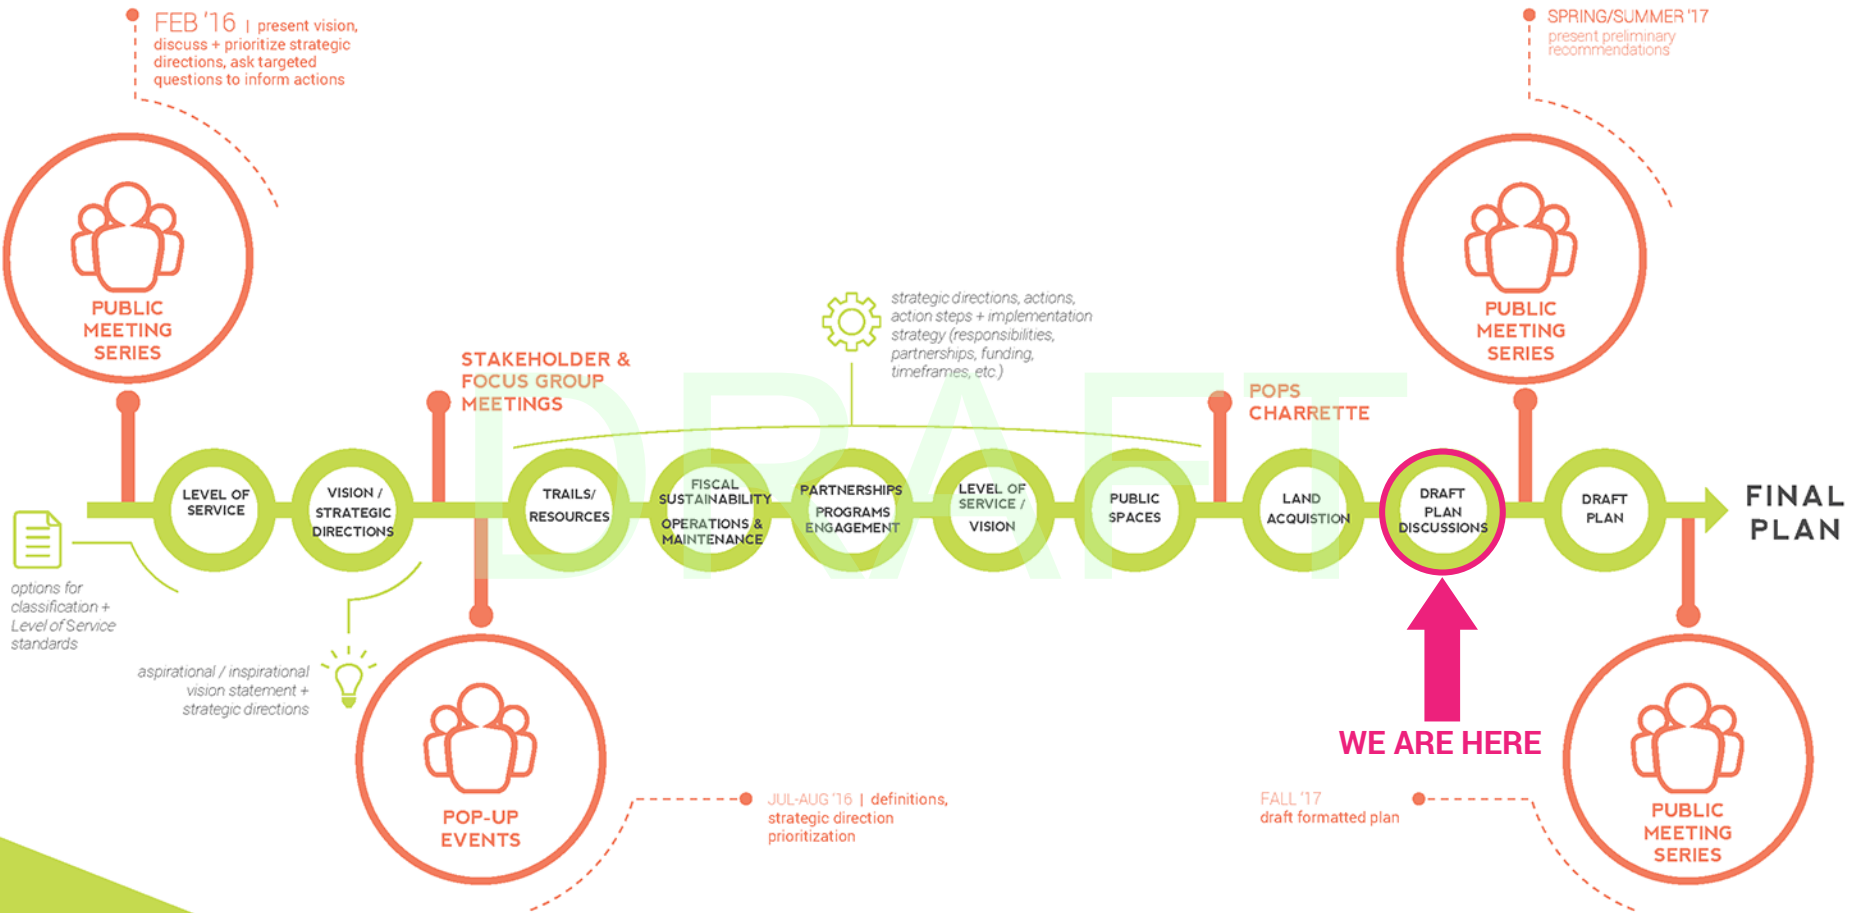 FEB '16 | present vision,
discuss + prioritize strategic
directions, ask targeted
questions to inform actions
SPRING/SUMMER '17
present preliminary
recommendations
PUBLIC
MEETING
SERIES
PUBLIC
MEETING
SERIES
strategic directions, actions,
action steps + implementation
strategy (responsibilities,
partnerships, funding,
timeframes, etc.)
STAKEHOLDER &
FOCUS GROUP
MEETINGS
POPS
CHARRETTE
DRAFT
LEVEL OF
SERVICE
VISION /
STRATEGIC
DIRECTIONS
TRAILS/
RESOURCES
FISCAL
SUSTAINABILITY
OPERATIONS &
MAINTENANCE
PARTNERSHIPS
PROGRAMS
ENGAGEMENT
LEVEL OF
SERVICE /
VISION
PUBLIC
SPACES
LAND
ACQUISTION
DRAFT
PLAN
DISCUSSIONS
DRAFT
PLAN
FINAL
PLAN
options for
classification +
Level of Service
standards
aspirational / inspirational
vision statement +
strategic directions
WE ARE HERE
POP-UP
EVENTS
JUL-AUG '16 | definitions,
strategic direction
prioritization
FALL '17
draft formatted plan
PUBLIC
MEETING
SERIES